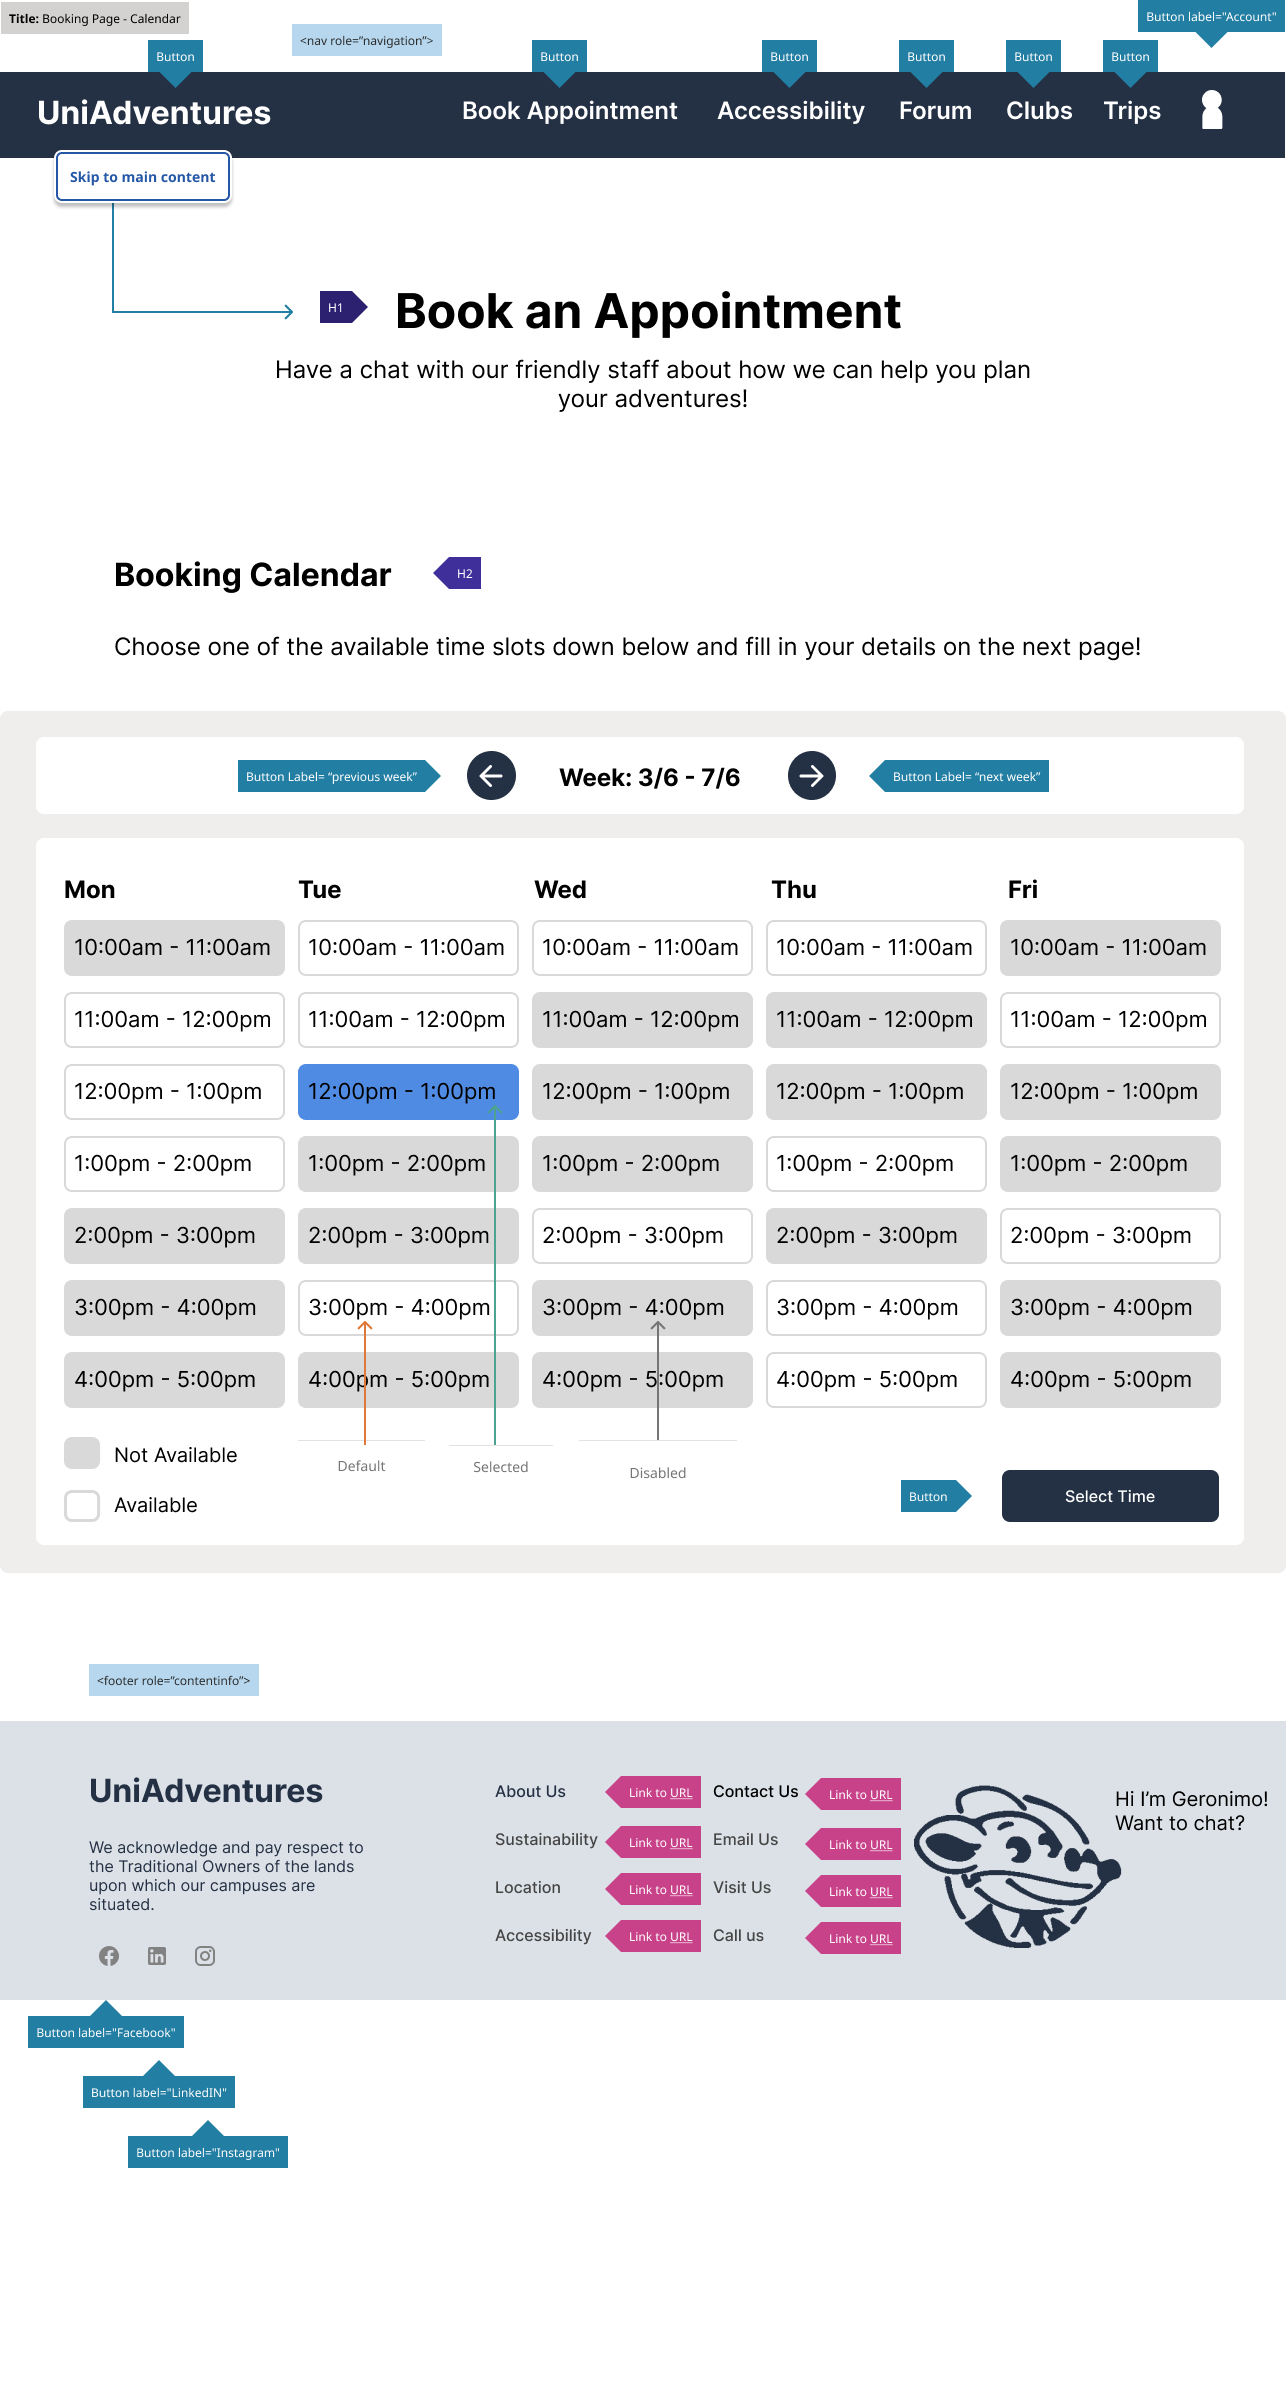 Title: Booking Page - Calendar
Button label="Account"
Button
<nav role="navigation">
Button
Button
Button
Button
Button
UniAdventures
Book Appointment
Accessibility
Forum
Clubs
Trips
Skip to main content
H1
Book an Appointment
Have a chat with our friendly staff about how we can help you plan
your adventures!
Booking Calendar
H2
Choose one of the available time slots down below and fill in your details on the next page!
Button Label= “previous week”
Week: 3/6 - 7/6
Button Label= “next week”
Mon
Tue
Wed
Thu
Fri
10:00am - 11:00am
10:00am - 11:00am
10:00am - 11:00am
10:00am - 11:00am
10:00am - 11:00am
11:00am - 12:00pm
11:00am - 12:00pm
11:00am - 12:00pm
11:00am - 12:00pm
11:00am - 12:00pm
12:00pm - 1:00pm
12:00pm - 1:00pm
12:00pm - 1:00pm
12:00pm - 1:00pm
12:00pm - 1:00pm
1:00pm - 2:00pm
1:00pm - 2:00pm
1:00pm - 2:00pm
1:00pm - 2:00pm
1:00pm - 2:00pm
2:00pm - 3:00pm
2:00pm - 3:00pm
2:00pm - 3:00pm
2:00pm - 3:00pm
2:00pm - 3:00pm
3:00pm - 4:00pm
3:00pm - 4:00pm
3:00pm - 4:00pm
3:00pm - 4:00pm
3:00pm - 4:00pm
4:00pm - 5:00pm
4:00pm - 5:00pm
4:00pm - 5:00pm
4:00pm - 5:00pm
4:00pm - 5:00pm
Not Available
Available
Default
Selected
Disabled
Button
Select Time
<footer role=”contentinfo”>
UniAdventures
We acknowledge and pay respect to
the Traditional Owners of the lands
upon which our campuses are
situated.
About Us
Link to URL
Contact Us
Link to URL
Sustainability
Link to URL
Email Us
Link to URL
Location
Link to URL
Visit Us
Link to URL
Accessibility
Link to URL
Call us
Link to URL
Hi I’m Geronimo!
Want to chat?
Button label="Facebook"
Button label="LinkedIN"
Button label="Instagram"